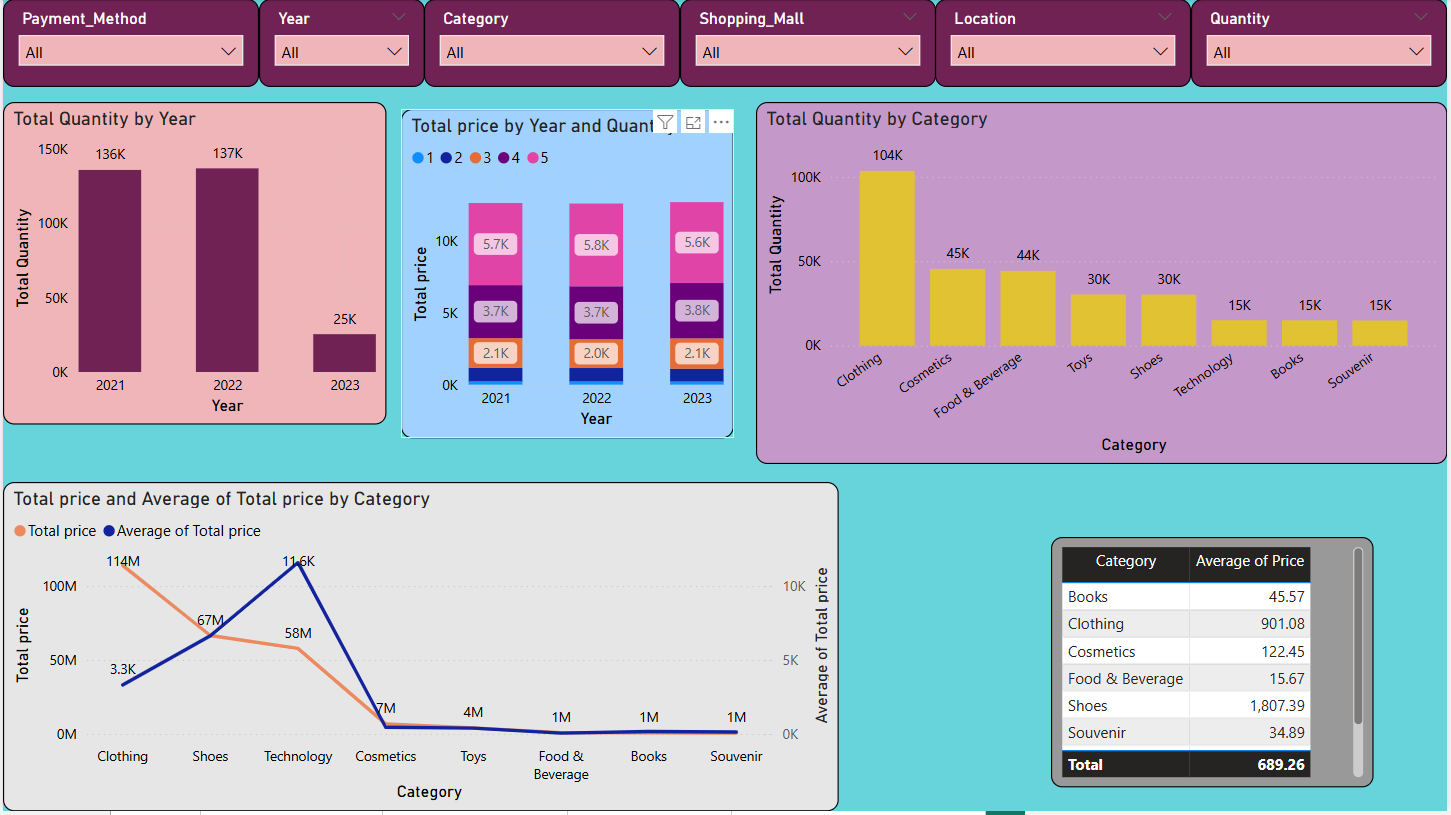 Payment_Method
All
Year
All
Category
All
Shopping_Mall
All
Location
All
Quantity
All
Total Quantity by Year
Total Quantity
150K
100K
50K
0K
136K
137K
25K
2021
2022
2023
Year
Total price by Year and Quant
1 2 3 4 5
Total price
10K
5K
0K
5.7K
5.8K
5.6K
3.7K
3.7K
3.8K
2.1K
2.0K
2.1K
2021
2022
2023
Year
Total Quantity by Category
Total Quantity
100K
50K
0K
104K
45K
44K
30K
30K
15K
15K
15K
Clothing
Cosmetics
Food & Beverage
Toys
Shoes
Technology
Books
Souvenir
Category
Total price and Average of Total price by Category
Total price Average of Total price
Total price
100M
50M
0M
114M
67M
58M
7M
4M
1M
1M
1M
3.3K
11.6K
10K
5K
0K
Average of Total price
Clothing
Shoes
Technology
Cosmetics
Toys
Food &
Beverage
Books
Souvenir
Category
Category Average of Price
Books 45.57
Clothing 901.08
Cosmetics 122.45
Food & Beverage 15.67
Shoes 1,807.39
Souvenir 34.89
Total 689.26